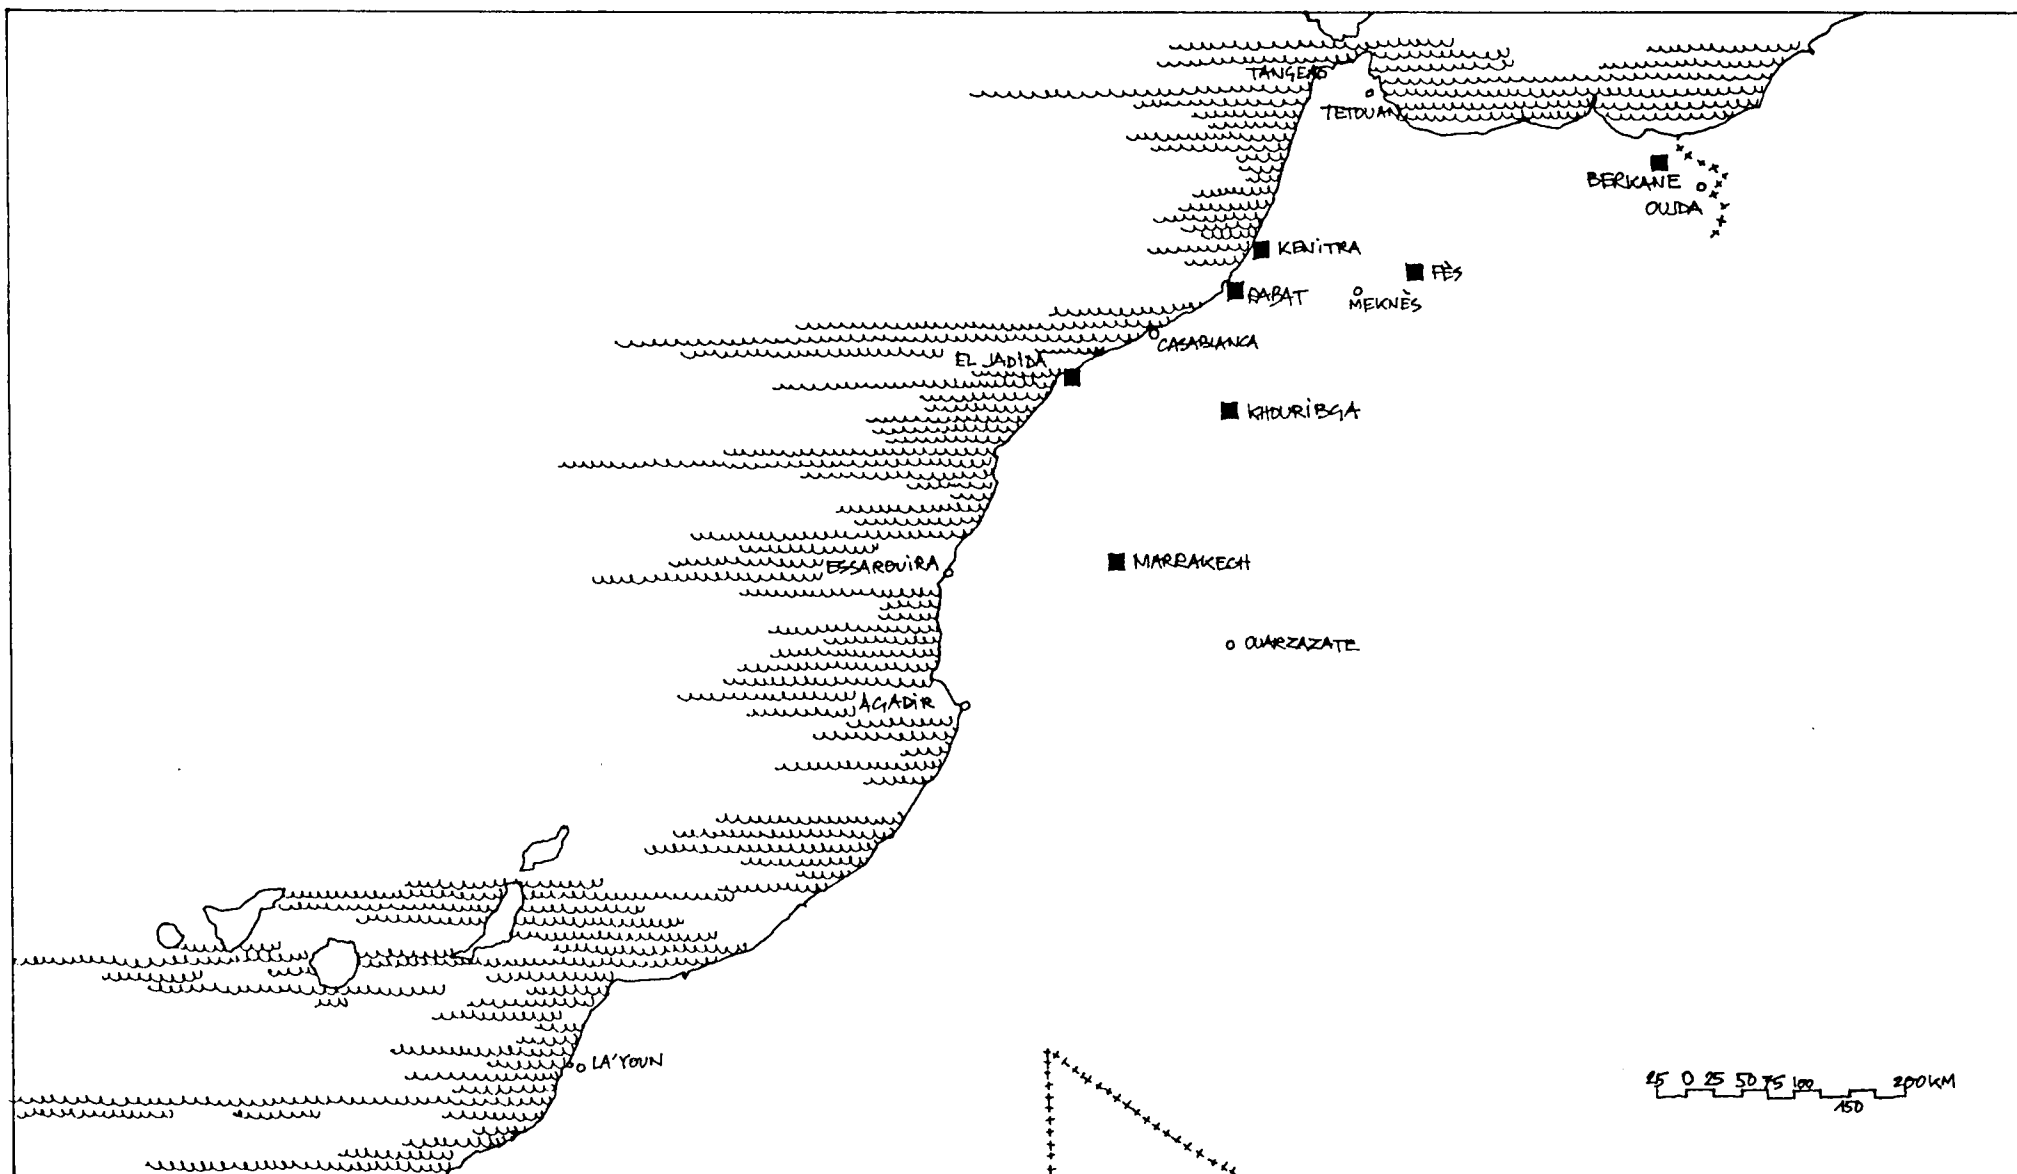 TANGER
TETOUAN
BERKANE
OUJDA
KENiTRA
FÈS
RABAT
MEKNÈS
CASABLANCA
EL JADiDA
KHOURiBGA
ESSAROUiRA
MARRAKECH
OUARZAZATE
AGADiR
LA'YOUN
25 0 25 50 75 100 150 200KM